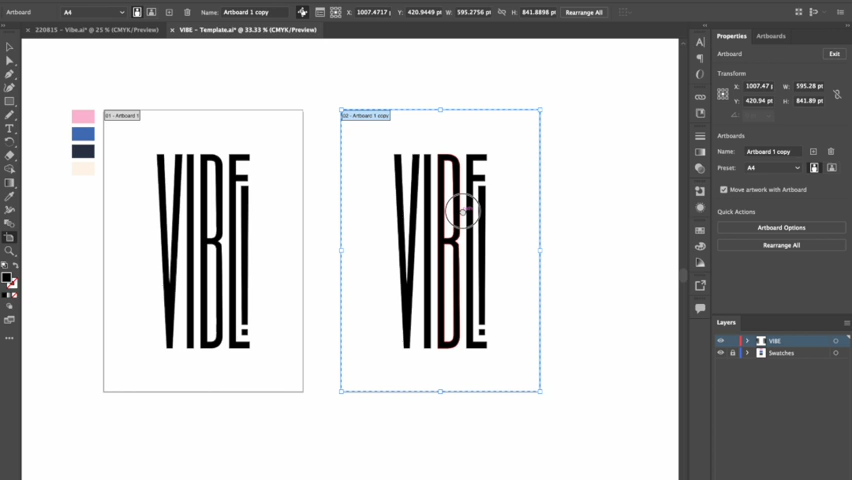 Artboard A4 Name: Artboard 1 copy X: 1007.4717 pt Y: 420.9449 pt W: 595.2756 pt H: 841.8898 pt Rearrange All
× 220815 – Vibe.ai* @ 25 % (CMYK/Preview) × VIBE – Template.ai* @ 33.33 % (CMYK/Preview)
Properties Artboards
Artboard Exit
Transform
X: 1007.47 W: 595.28 pt
Y: 420.94 pt H: 841.89 pt
Artboards
Name: Artboard 1 copy
Preset: A4
Move artwork with Artboard
Quick Actions
Artboard Options
Rearrange All
Layers
VIBE
Swatches
01 - Artboard 1
VIBE!
02 - Artboard 1 copy
VIBE!